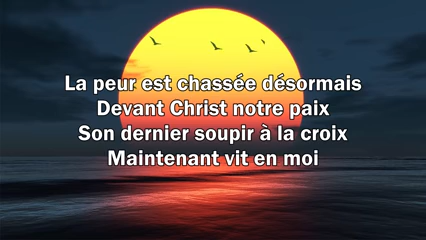 La peur est chassée désormais
Devant Christ notre paix
Son dernier soupir à la croix
Maintenant vit en moi